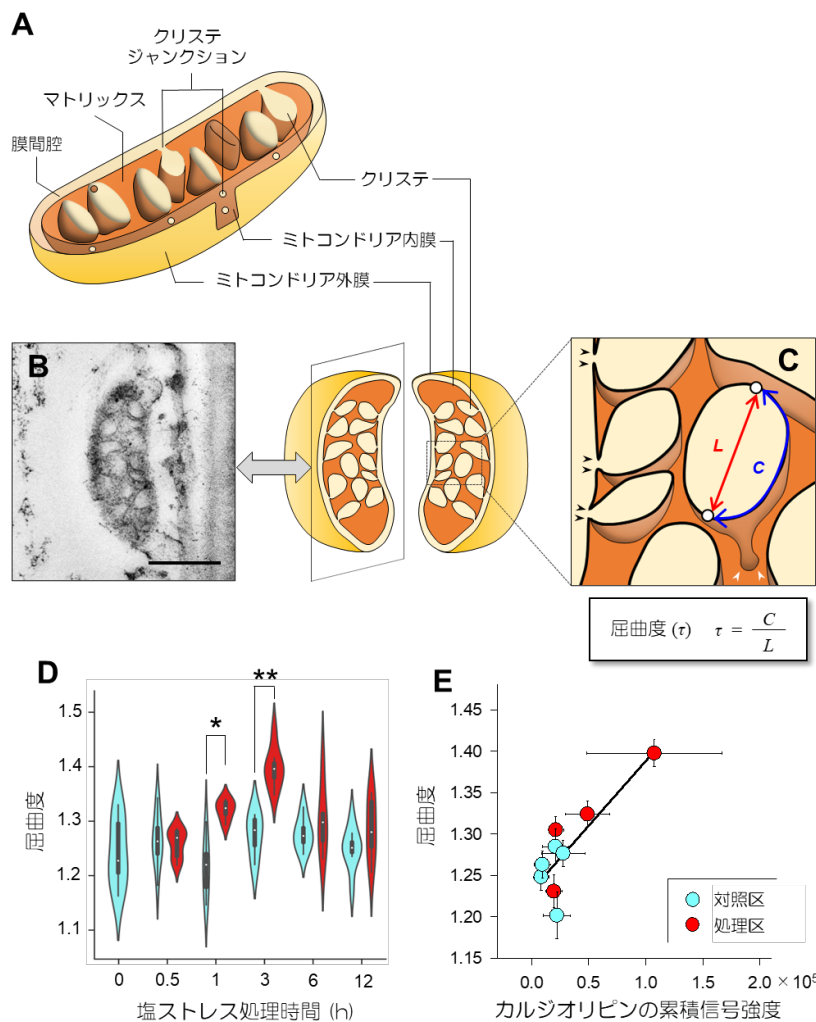 A
クリステ
ジャンクション
マトリックス
膜間腔
クリステ
ミトコンドリア内膜
ミトコンドリア外膜
B
C
L
C
屈曲度 (τ) τ = C
L
D
**
*
1.5
1.4
1.3
1.2
1.1
屈曲度
0 0.5 1 3 6 12
塩ストレス処理時間 (h)
E
1.45
1.40
1.35
1.30
1.25
1.20
1.15
屈曲度
対照区
処理区
0.0 0.5 1.0 1.5 2.0 × 10⁵
カルジオリピンの累積信号強度